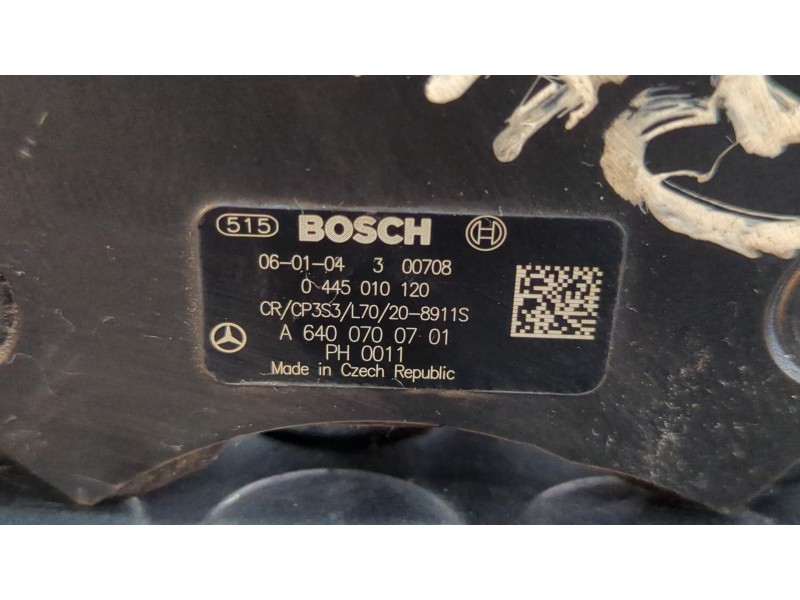 515 BOSCH
06-01-04 3 00708
0 445 010 120
CR/CP3S3/L70/20-8911S
A 640 070 07 01
PH 0011
Made in Czech Republic